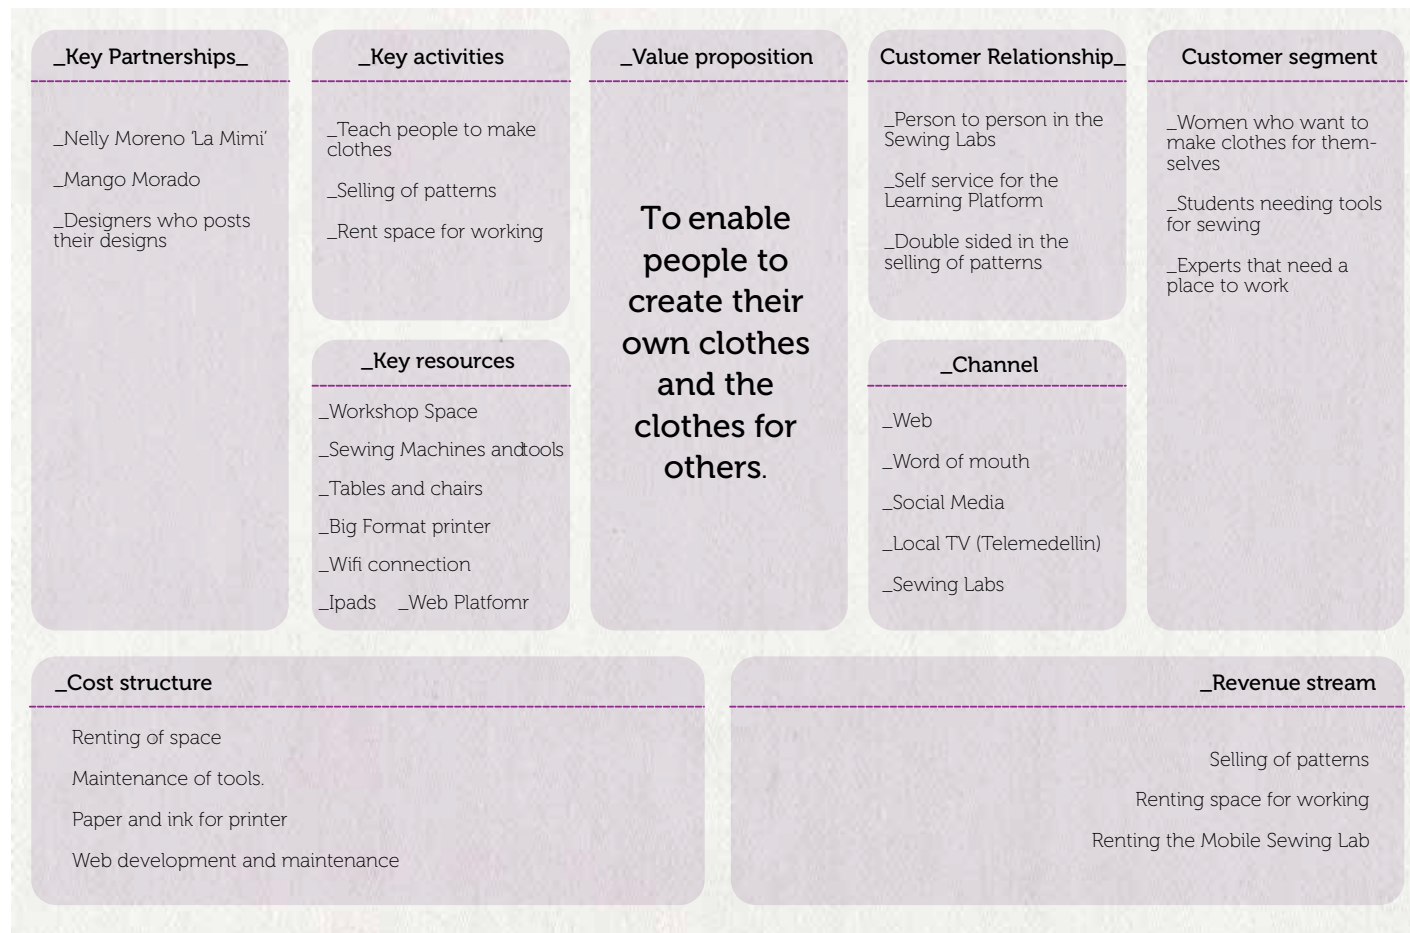 _Key Partnerships_
_Nelly Moreno 'La Mimi'
_Mango Morado
_Designers who posts
their designs
_Key activities
_Teach people to make
clothes
_Selling of patterns
_Rent space for working
_Key resources
_Workshop Space
_Sewing Machines and tools
_Tables and chairs
_Big Format printer
_Wifi connection
_Ipads _Web Platfomr
_Value proposition
To enable
people to
create their
own clothes
and the
clothes for
others.
Customer Relationship_
_Person to person in the
Sewing Labs
_Self service for the
Learning Platform
_Double sided in the
selling of patterns
_Channel
_Web
_Word of mouth
_Social Media
_Local TV (Telemedellin)
_Sewing Labs
Customer segment
_Women who want to
make clothes for them-
selves
_Students needing tools
for sewing
_Experts that need a
place to work
_Cost structure
Renting of space
Maintenance of tools.
Paper and ink for printer
Web development and maintenance
_Revenue stream
Selling of patterns
Renting space for working
Renting the Mobile Sewing Lab